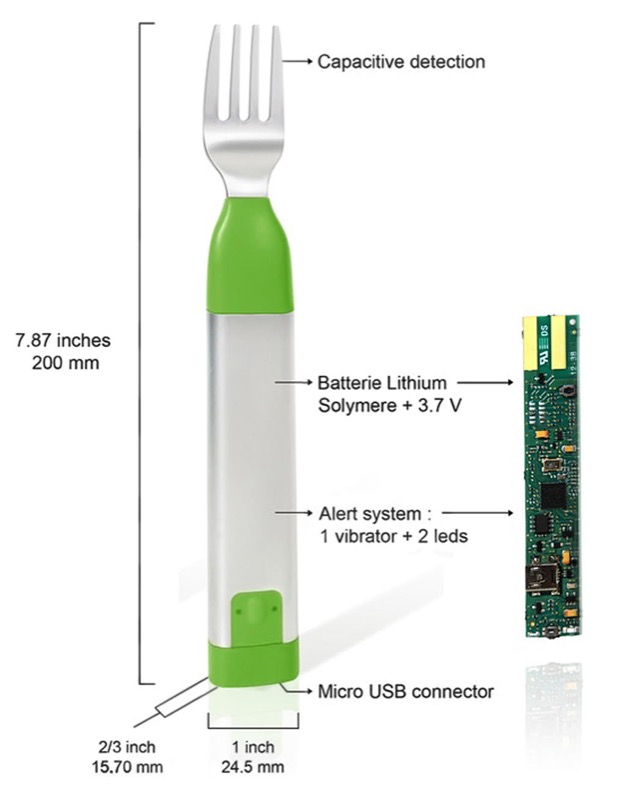 Capacitive detection
7.87 inches
200 mm
Batterie Lithium
Solymere + 3.7 V
Alert system :
1 vibrator + 2 leds
Micro USB connector
2/3 inch
15,70 mm
1 inch
24.5 mm
DS